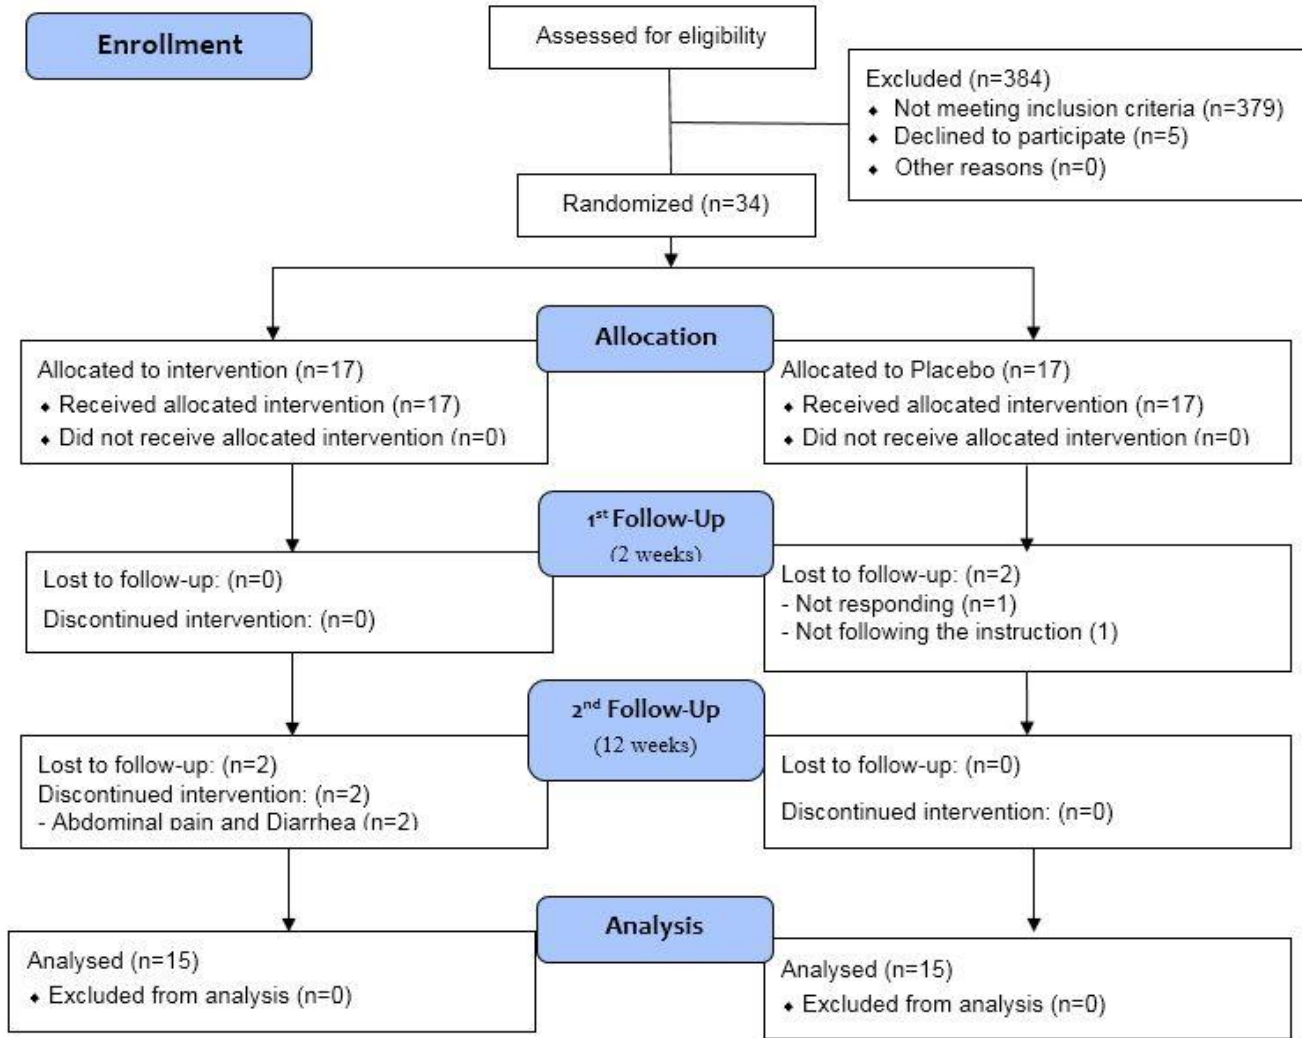 Enrollment
Assessed for eligibility
Excluded (n=384)
⬥ Not meeting inclusion criteria (n=379)
⬥ Declined to participate (n=5)
⬥ Other reasons (n=0)
Randomized (n=34)
Allocation
Allocated to intervention (n=17)
⬥ Received allocated intervention (n=17)
⬥ Did not receive allocated intervention (n=0)
Allocated to Placebo (n=17)
⬥ Received allocated intervention (n=17)
⬥ Did not receive allocated intervention (n=0)
1st Follow-Up
(2 weeks)
Lost to follow-up: (n=0)
Discontinued intervention: (n=0)
Lost to follow-up: (n=2)
- Not responding (n=1)
- Not following the instruction (1)
2nd Follow-Up
(12 weeks)
Lost to follow-up: (n=2)
Discontinued intervention: (n=2)
- Abdominal pain and Diarrhea (n=2)
Lost to follow-up: (n=0)
Discontinued intervention: (n=0)
Analysis
Analysed (n=15)
⬥ Excluded from analysis (n=0)
Analysed (n=15)
⬥ Excluded from analysis (n=0)